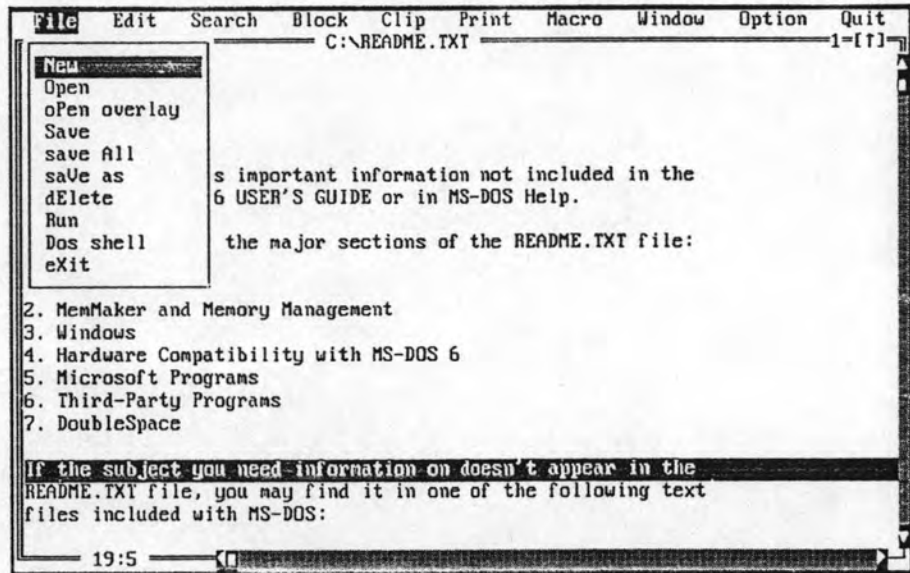 File Edit Search Block Clip Print Macro Window Option Quit
C:\README.TXT 1=[↑]
New
Open
oPen overlay
Save
save All
saVe as s important information not included in the
dElete 6 USER'S GUIDE or in MS-DOS Help.
Run
Dos shell the major sections of the README.TXT file:
eXit
2. MemMaker and Memory Management
3. Windows
4. Hardware Compatibility with MS-DOS 6
5. Microsoft Programs
6. Third-Party Programs
7. DoubleSpace
If the subject you need information on doesn't appear in the
README.TXT file, you may find it in one of the following text
files included with MS-DOS:
19:5